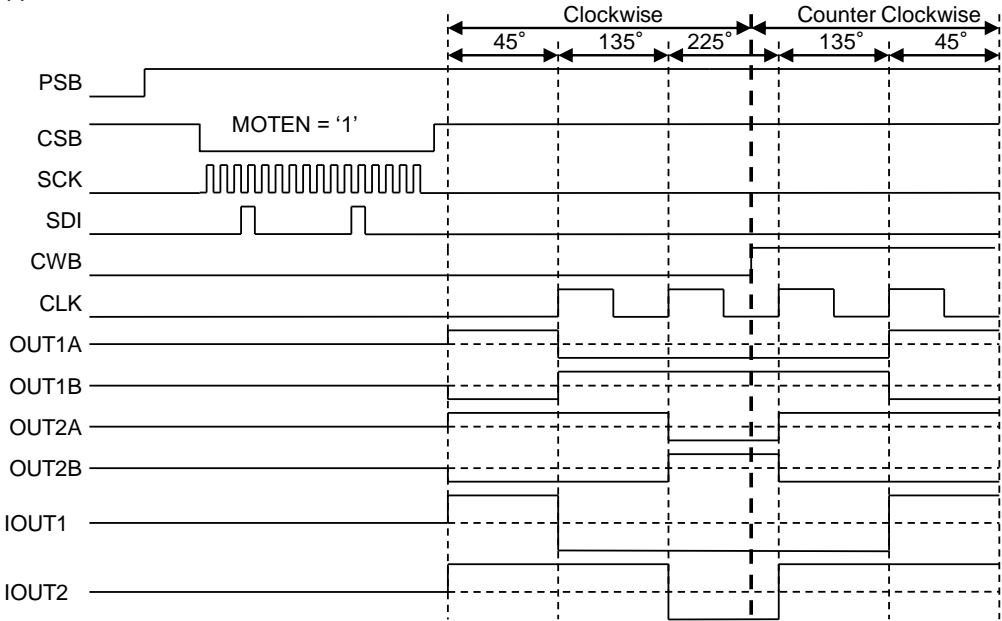 Clockwise Counter Clockwise
45° 135° 225° 135° 45°
PSB
CSB MOTEN = ‘1’
SCK
SDI
CWB
CLK
OUT1A
OUT1B
OUT2A
OUT2B
IOUT1
IOUT2